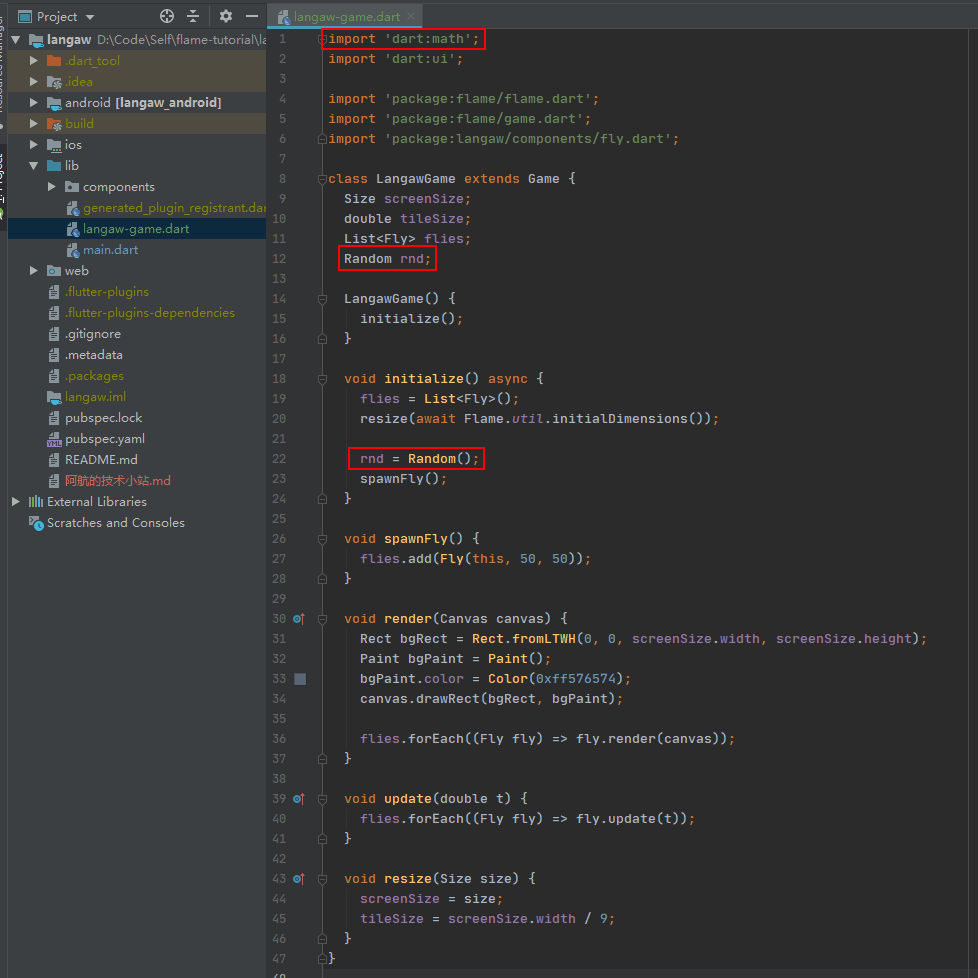 Project
langaw D:\Code\Self\flame-tutorial\la
.dart_tool
.idea
android [langaw_android]
build
ios
lib
components
generated_plugin_registrant.dar
langaw-game.dart
main.dart
web
.flutter-plugins
.flutter-plugins-dependencies
.gitignore
.metadata
.packages
langaw.iml
pubspec.lock
pubspec.yaml
README.md
阿航的技术小站.md
External Libraries
Scratches and Consoles
langaw-game.dart
1 import 'dart:math';
2 import 'dart:ui';
3
4 import 'package:flame/flame.dart';
5 import 'package:flame/game.dart';
6 import 'package:langaw/components/fly.dart';
7
8 class LangawGame extends Game {
9 Size screenSize;
10 double tileSize;
11 List<Fly> flies;
12 Random rnd;
13
14 LangawGame() {
15 initialize();
16 }
17
18 void initialize() async {
19 flies = List<Fly>();
20 resize(await Flame.util.initialDimensions());
21
22 rnd = Random();
23 spawnFly();
24 }
25
26 void spawnFly() {
27 flies.add(Fly(this, 50, 50));
28 }
29
30 void render(Canvas canvas) {
31 Rect bgRect = Rect.fromLTWH(0, 0, screenSize.width, screenSize.height);
32 Paint bgPaint = Paint();
33 bgPaint.color = Color(0xff576574);
34 canvas.drawRect(bgRect, bgPaint);
35
36 flies.forEach((Fly fly) => fly.render(canvas));
37 }
38
39 void update(double t) {
40 flies.forEach((Fly fly) => fly.update(t));
41 }
42
43 void resize(Size size) {
44 screenSize = size;
45 tileSize = screenSize.width / 9;
46 }
47 }